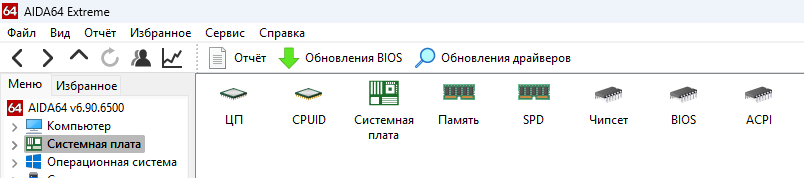 64 AIDA64 Extreme
Файл Вид Отчёт Избранное Сервис Справка
Отчёт Обновления BIOS Обновления драйверов
Меню Избранное
64 AIDA64 v6.90.6500
Компьютер
Системная плата
Операционная система
ЦП CPUID Системная плата Память SPD Чипсет BIOS ACPI